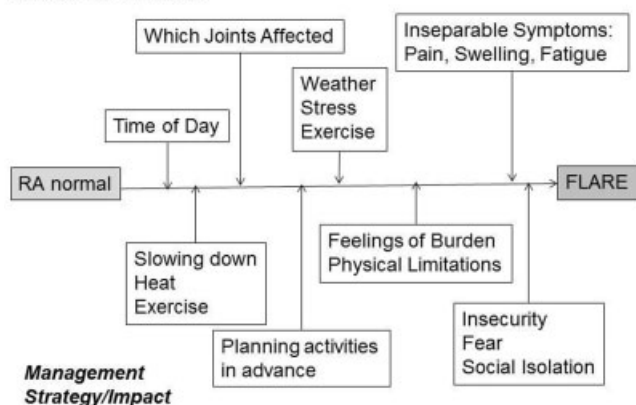 Which Joints Affected
Inseparable Symptoms:
Pain, Swelling, Fatigue
Weather
Stress
Exercise
Time of Day
RA normal
FLARE
Slowing down
Heat
Exercise
Feelings of Burden
Physical Limitations
Planning activities
in advance
Insecurity
Fear
Social Isolation
Management
Strategy/Impact